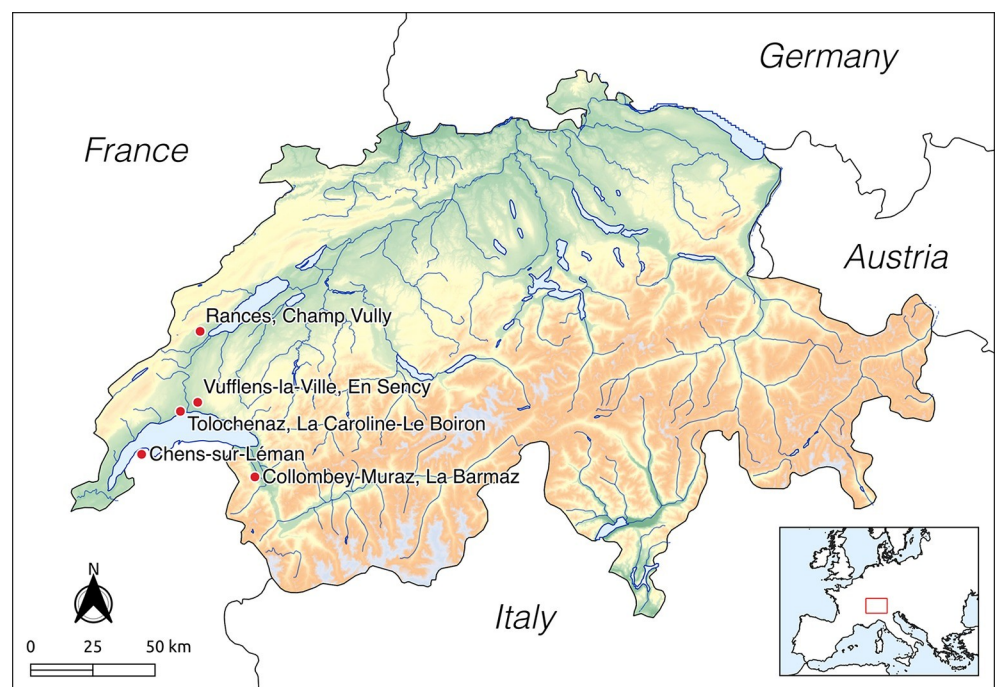 Germany
France
Austria
Rances, Champ Vully
Vufflens-la-Ville, En Sency
Tolochenaz, La Caroline-Le Boiron
Chens-sur-Léman
Collombey-Muraz, La Barmaz
Italy
N
0 25 50 km